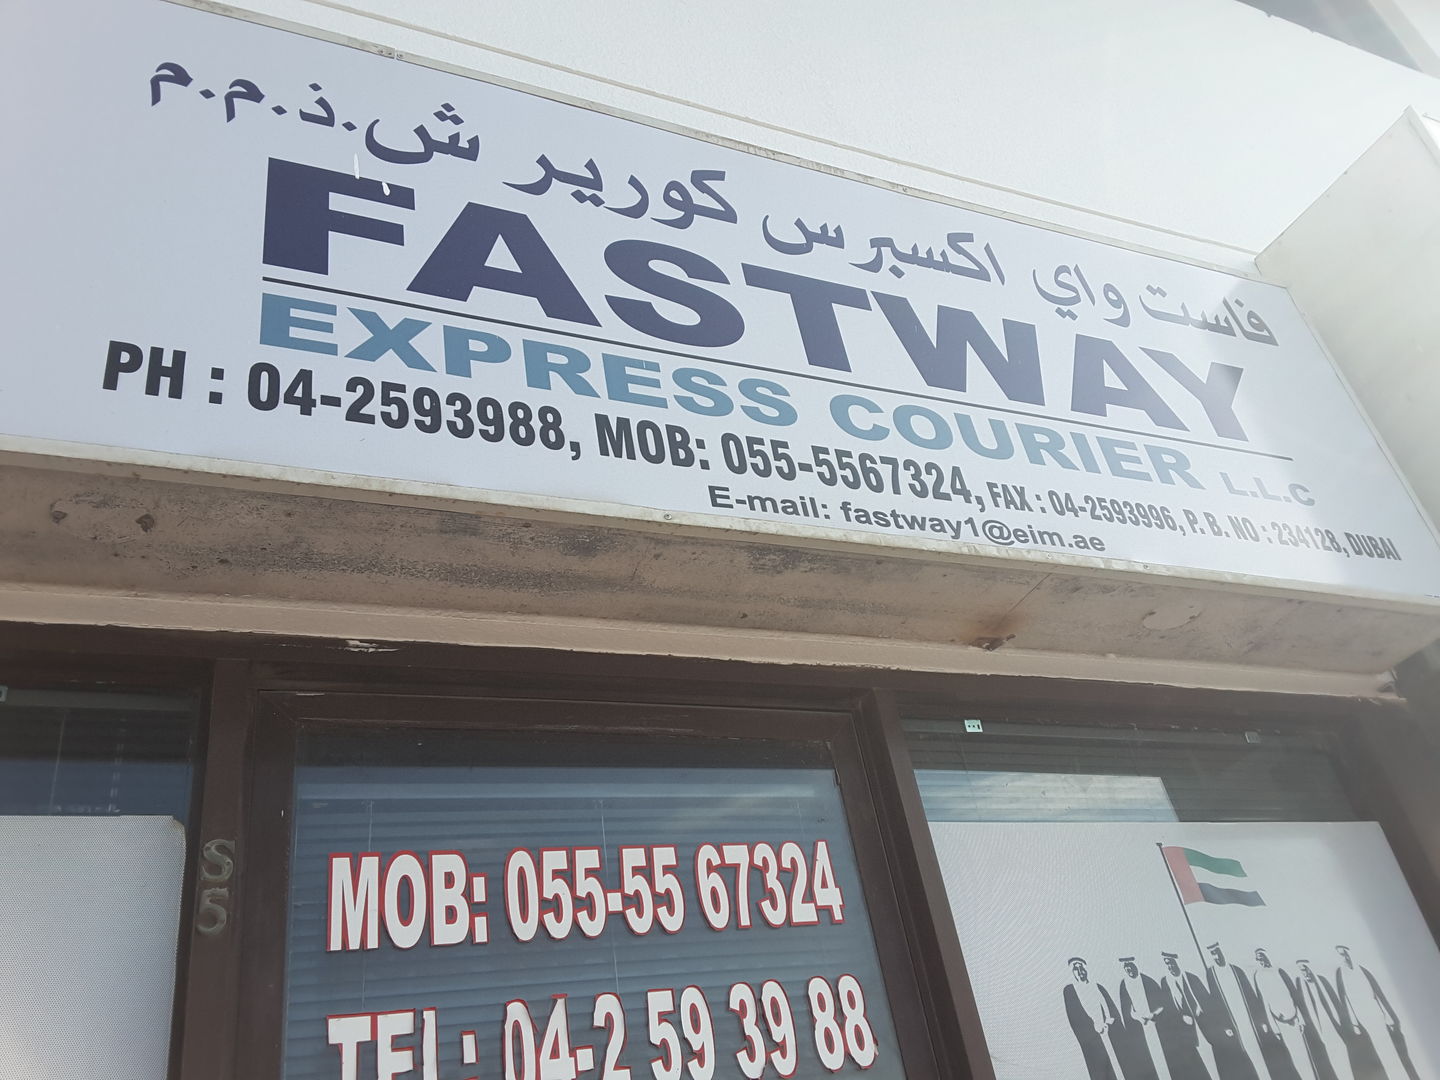 فاست واي اكسبرس كورير ش.ذ.م.م
FASTWAY
EXPRESS COURIER L.L.C
PH : 04-2593988, MOB: 055-5567324, FAX : 04-2593996, P. B. NO : 234128, DUBAI
E-mail: fastway1@eim.ae
S5
MOB: 055-55 67324
TEL: 04-2 59 39 88